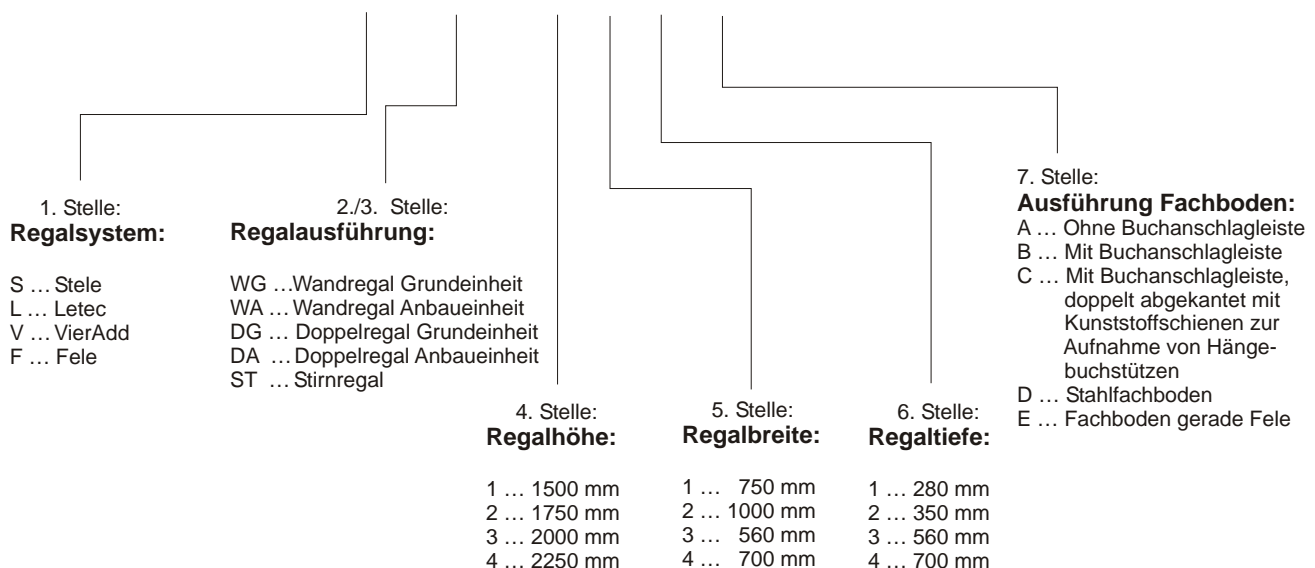 1. Stelle:
Regalsystem:
S … Stele
L … Letec
V … VierAdd
F … Fele
2./3. Stelle:
Regalausführung:
WG …Wandregal Grundeinheit
WA …Wandregal Anbaueinheit
DG … Doppelregal Grundeinheit
DA …Doppelregal Anbaueinheit
ST …Stirnregal
4. Stelle:
Regalhöhe:
1 … 1500 mm
2 … 1750 mm
3 … 2000 mm
4 … 2250 mm
5. Stelle:
Regalbreite:
1 … 750 mm
2 … 1000 mm
3 … 560 mm
4 … 700 mm
6. Stelle:
Regaltiefe:
1 … 280 mm
2 … 350 mm
3 … 560 mm
4 … 700 mm
7. Stelle:
Ausführung Fachboden:
A … Ohne Buchanschlagleiste
B … Mit Buchanschlagleiste
C … Mit Buchanschlagleiste,
doppelt abgekantet mit
Kunststoffschienen zur
Aufnahme von Hänge-
buchstützen
D … Stahlfachboden
E … Fachboden gerade Fele